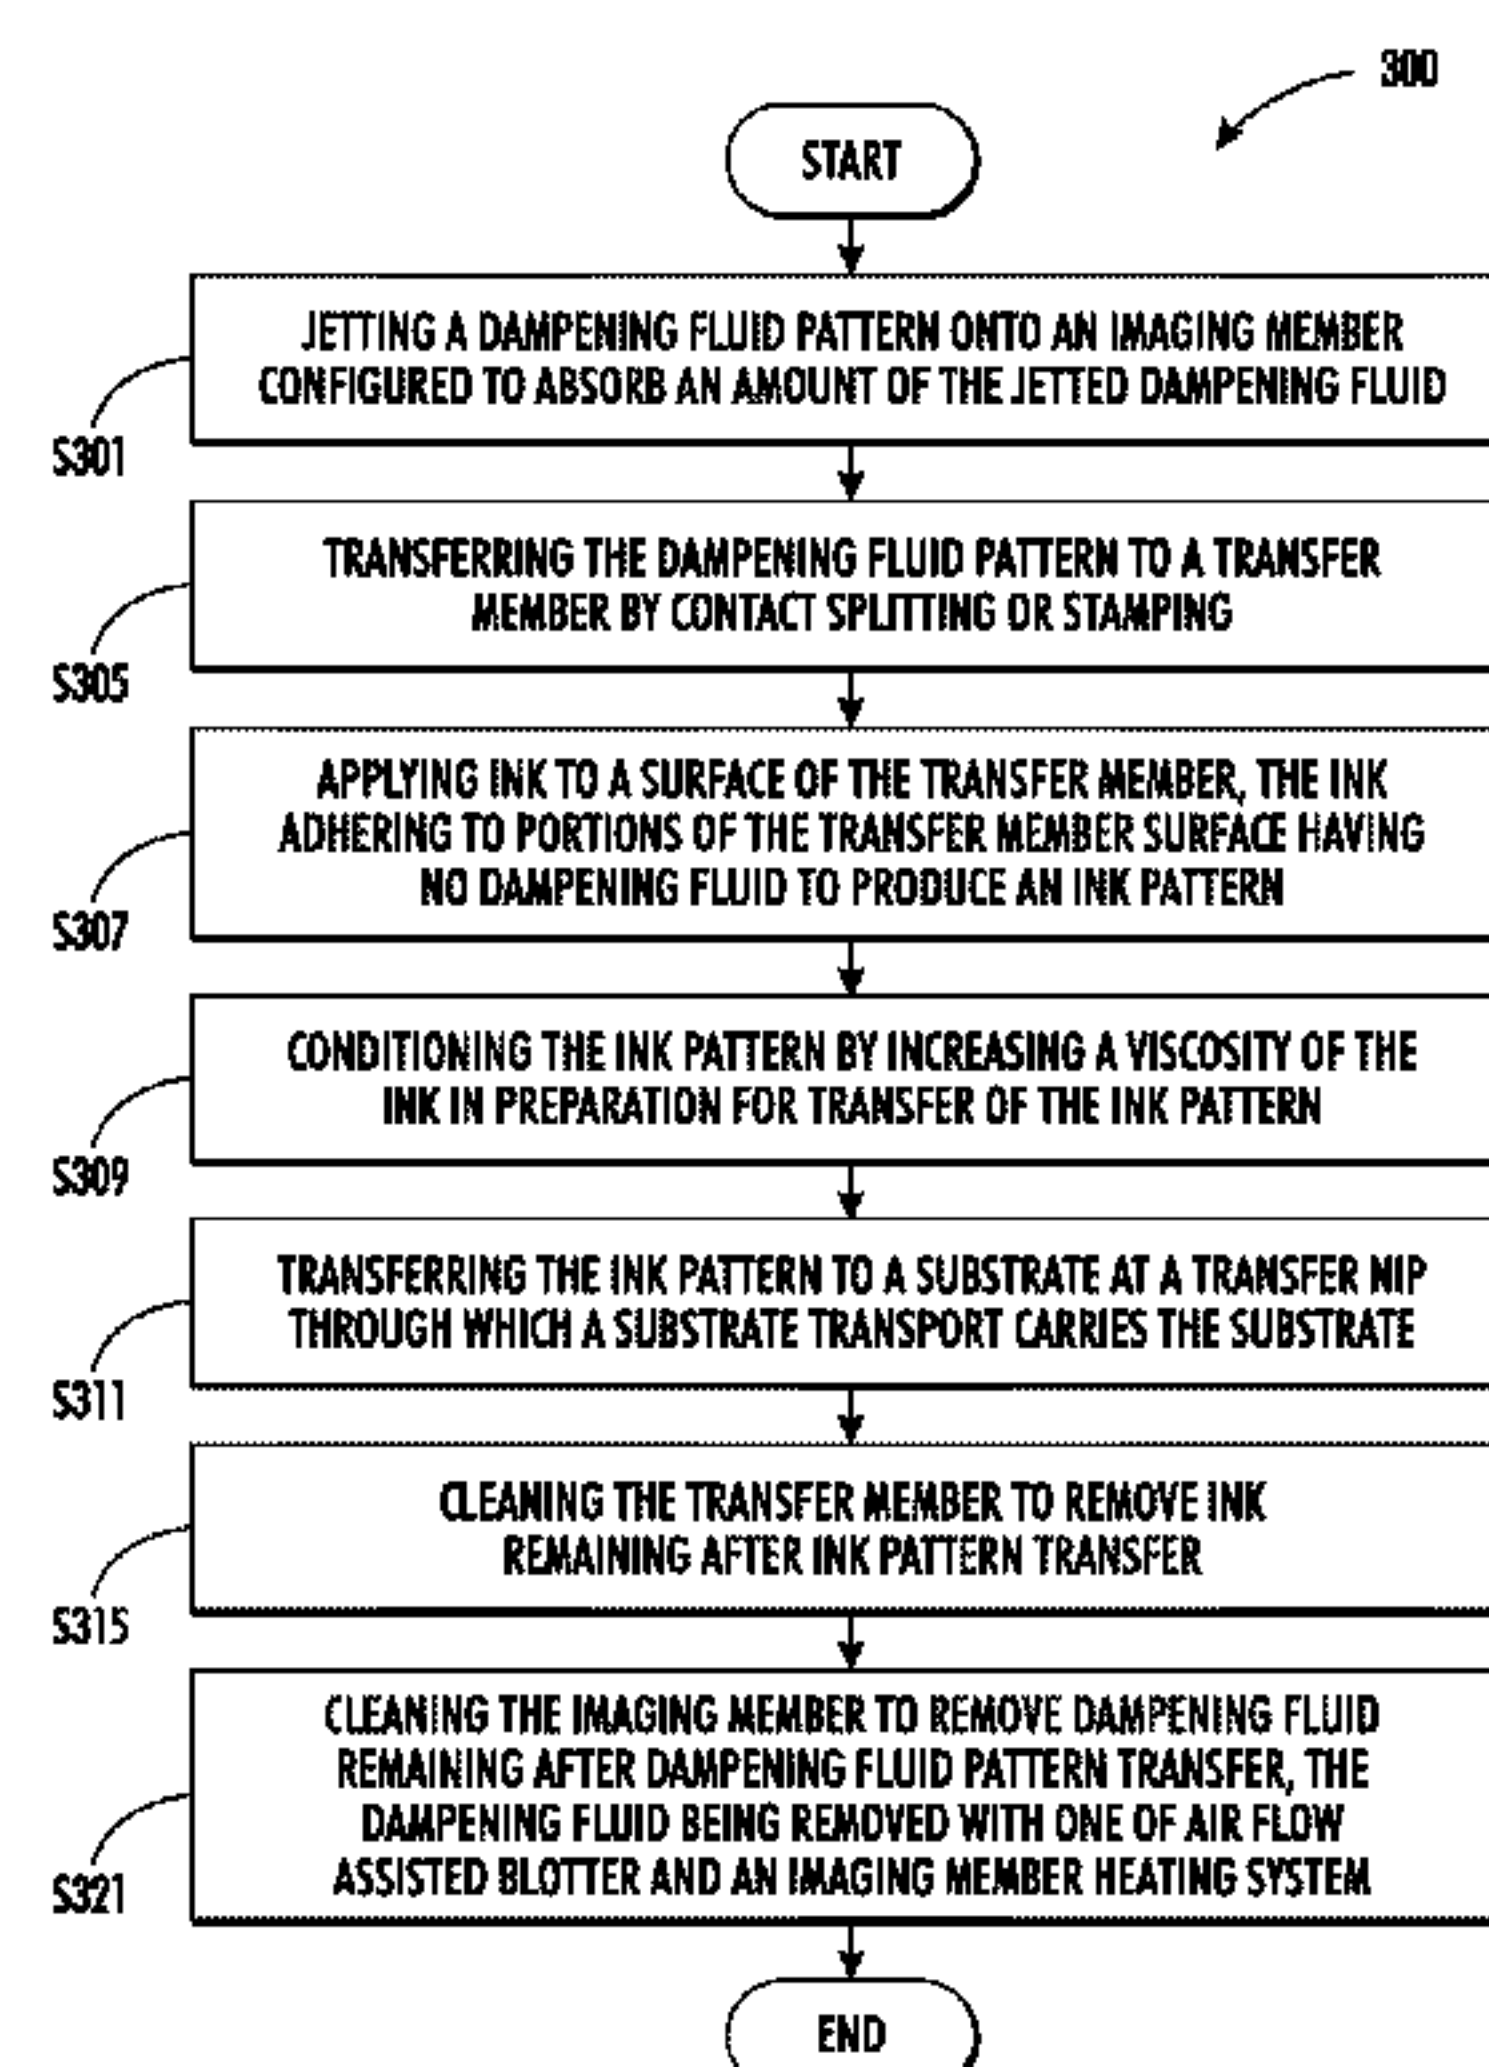 300
START
JETTING A DAMPENING FLUID PATTERN ONTO AN IMAGING MEMBER
CONFIGURED TO ABSORB AN AMOUNT OF THE JETTED DAMPENING FLUID
S301
TRANSFERRING THE DAMPENING FLUID PATTERN TO A TRANSFER
MEMBER BY CONTACT SPLITTING OR STAMPING
S305
APPLYING INK TO A SURFACE OF THE TRANSFER MEMBER, THE INK
ADHERING TO PORTIONS OF THE TRANSFER MEMBER SURFACE HAVING
NO DAMPENING FLUID TO PRODUCE AN INK PATTERN
S307
CONDITIONING THE INK PATTERN BY INCREASING A VISCOSITY OF THE
INK IN PREPARATION FOR TRANSFER OF THE INK PATTERN
S309
TRANSFERRING THE INK PATTERN TO A SUBSTRATE AT A TRANSFER NIP
THROUGH WHICH A SUBSTRATE TRANSPORT CARRIES THE SUBSTRATE
S311
CLEANING THE TRANSFER MEMBER TO REMOVE INK
REMAINING AFTER INK PATTERN TRANSFER
S315
CLEANING THE IMAGING MEMBER TO REMOVE DAMPENING FLUID
REMAINING AFTER DAMPENING FLUID PATTERN TRANSFER, THE
DAMPENING FLUID BEING REMOVED WITH ONE OF AIR FLOW
ASSISTED BLOTTER AND AN IMAGING MEMBER HEATING SYSTEM
S321
END